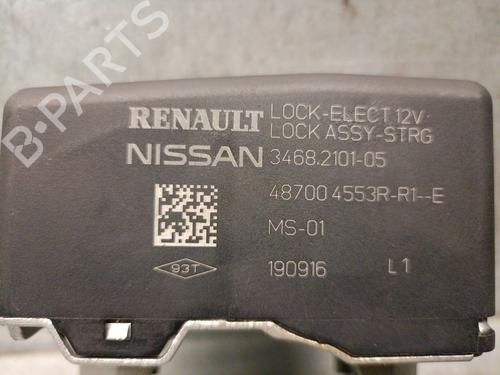 B-PARTS
RENAULT LOCK-ELECT 12V
LOCK ASSY-STRG
NISSAN 3468.2101-05
48700 4553R-R1--E
MS-01
93T 190916 L1